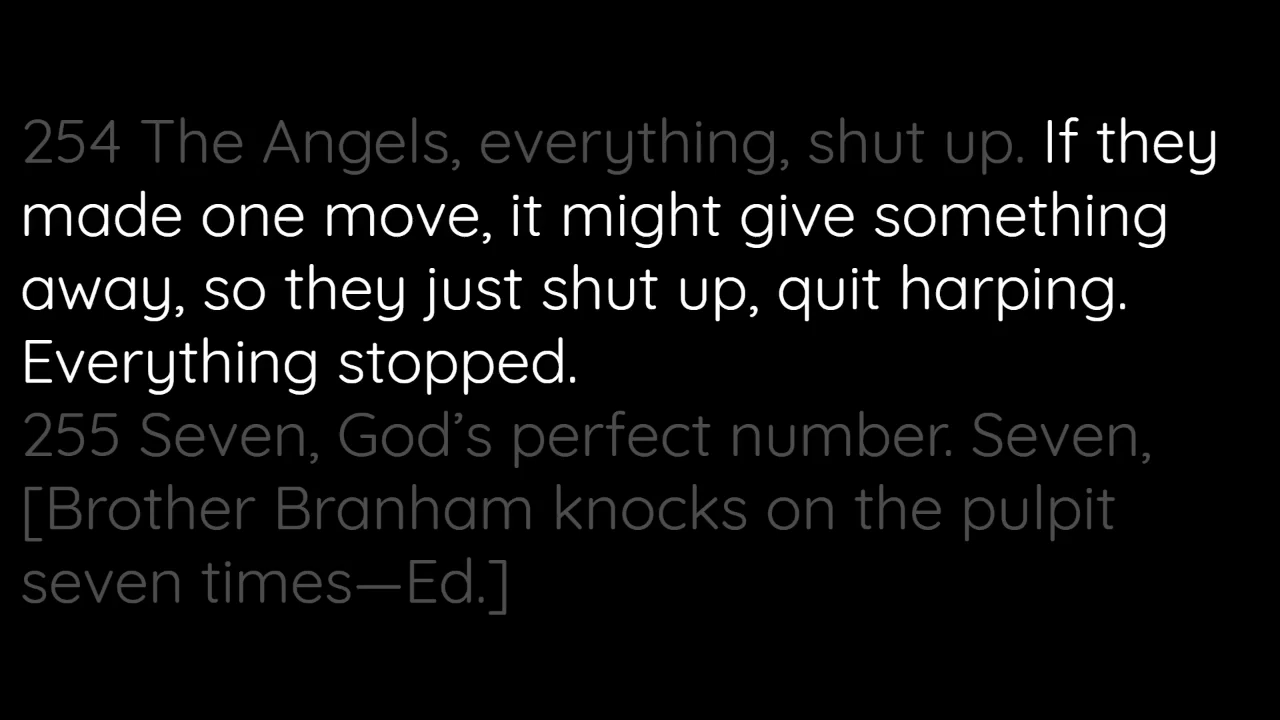 254 The Angels, everything, shut up. If they
made one move, it might give something
away, so they just shut up, quit harping.
Everything stopped.
255 Seven, God’s perfect number. Seven,
[Brother Branham knocks on the pulpit
seven times—Ed.]